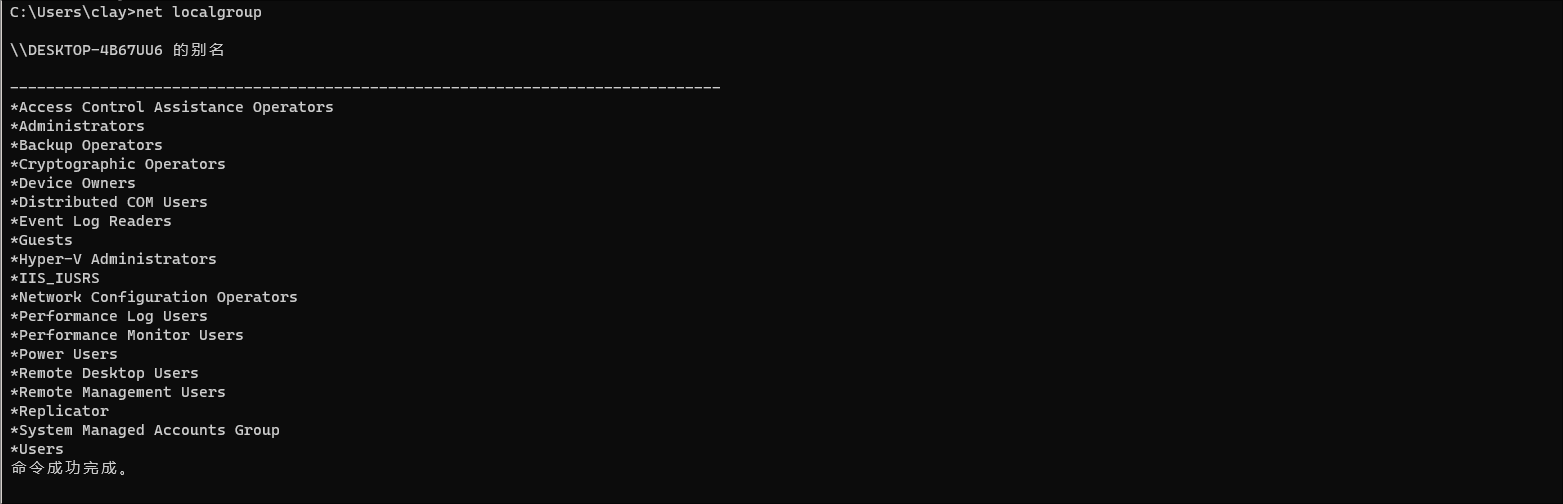 C:\Users\clay>net localgroup
\\DESKTOP-4B67UU6 的别名
-------------------------------------------------------------------------------
*Access Control Assistance Operators
*Administrators
*Backup Operators
*Cryptographic Operators
*Device Owners
*Distributed COM Users
*Event Log Readers
*Guests
*Hyper-V Administrators
*IIS_IUSRS
*Network Configuration Operators
*Performance Log Users
*Performance Monitor Users
*Power Users
*Remote Desktop Users
*Remote Management Users
*Replicator
*System Managed Accounts Group
*Users
命令成功完成。